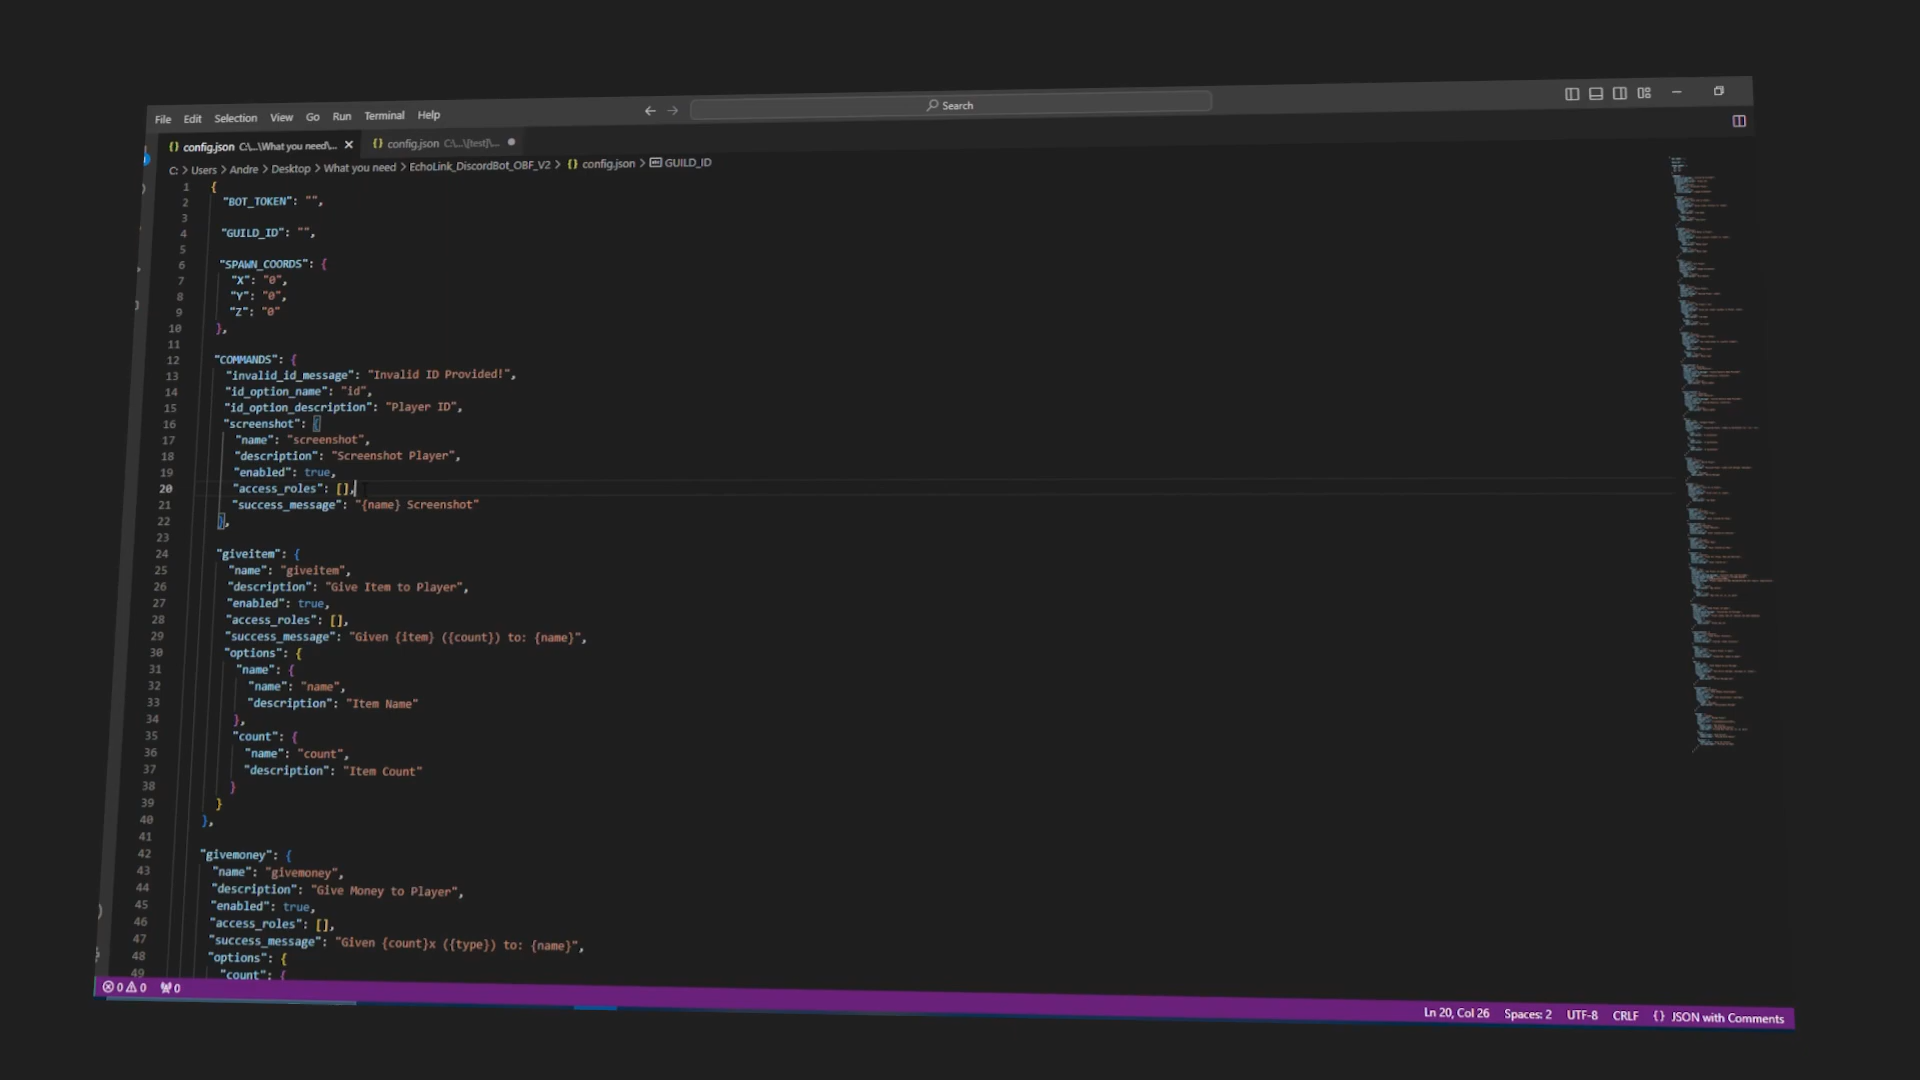 File Edit Selection View Go Run Terminal Help
Search
config.json C:\...\What you need\...
config.json C:\...\[test]\...
C: > Users > Andre > Desktop > What you need > EchoLink_DiscordBot_OBF_V2 > {} config.json > GUILD_ID
1 {
2 "BOT_TOKEN": "",
3
4 "GUILD_ID": "",
5
6 "SPAWN_COORDS": {
7 "X": "0",
8 "Y": "0",
9 "Z": "0"
10 },
11
12 "COMMANDS": {
13 "invalid_id_message": "Invalid ID Provided!",
14 "id_option_name": "id",
15 "id_option_description": "Player ID",
16 "screenshot": {
17 "name": "screenshot",
18 "description": "Screenshot Player",
19 "enabled": true,
20 "access_roles": [],
21 "success_message": "{name} Screenshot"
22 },
23
24 "giveitem": {
25 "name": "giveitem",
26 "description": "Give Item to Player",
27 "enabled": true,
28 "access_roles": [],
29 "success_message": "Given {item} ({count}) to: {name}",
30 "options": {
31 "name": {
32 "name": "name",
33 "description": "Item Name"
34 },
35 "count": {
36 "name": "count",
37 "description": "Item Count"
38 }
39 }
40 },
41
42 "givemoney": {
43 "name": "givemoney",
44 "description": "Give Money to Player",
45 "enabled": true,
46 "access_roles": [],
47 "success_message": "Given {count}x ({type}) to: {name}",
48 "options": {
49 "count": {
0 0 0
Ln 20, Col 26 Spaces: 2 UTF-8 CRLF {} JSON with Comments